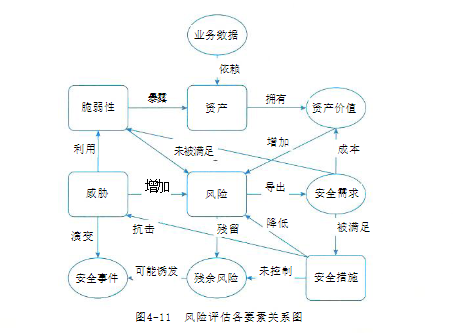 业务数据
依赖
脆弱性
暴露
资产
拥有
资产价值
利用
未被满足
增加
成本
威胁
增加
风险
导出
安全需求
演变
抗击
残留
降低
被满足
安全事件
可能诱发
残余风险
未控制
安全措施
图4-11 风险评估各要素关系图